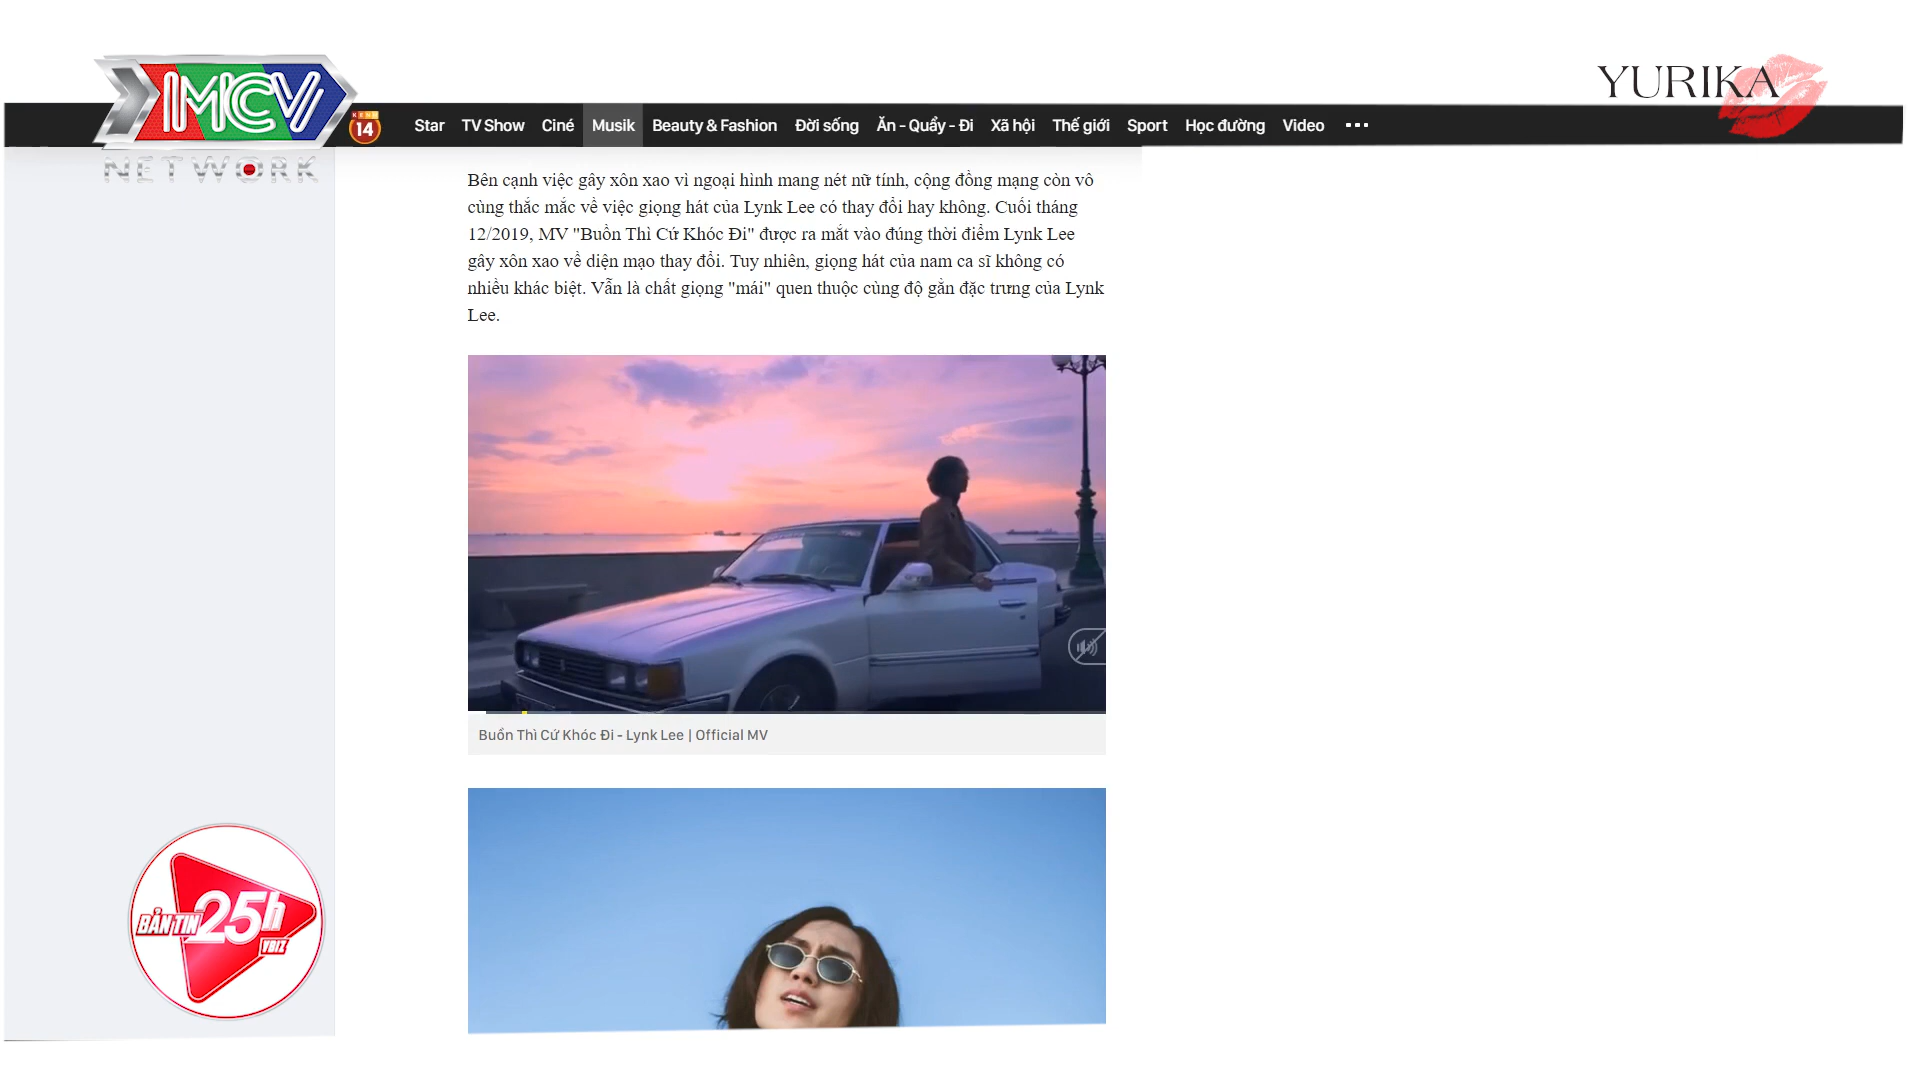 MCV
NETWORK
YURIKA
KENH
14
Star TV Show Ciné Musik Beauty & Fashion Đời sống Ăn - Quẩy - Đi Xã hội Thế giới Sport Học đường Video
Bên cạnh việc gây xôn xao vì ngoại hình mang nét nữ tính, cộng đồng mạng còn vô
cùng thắc mắc về việc giọng hát của Lynk Lee có thay đổi hay không. Cuối tháng
12/2019, MV "Buồn Thì Cứ Khóc Đi" được ra mắt vào đúng thời điểm Lynk Lee
gây xôn xao về diện mạo thay đổi. Tuy nhiên, giọng hát của nam ca sĩ không có
nhiều khác biệt. Vẫn là chất giọng "mái" quen thuộc cùng độ gằn đặc trưng của Lynk
Lee.
Buồn Thì Cứ Khóc Đi - Lynk Lee | Official MV
BẢN TIN 25h
VBIZ